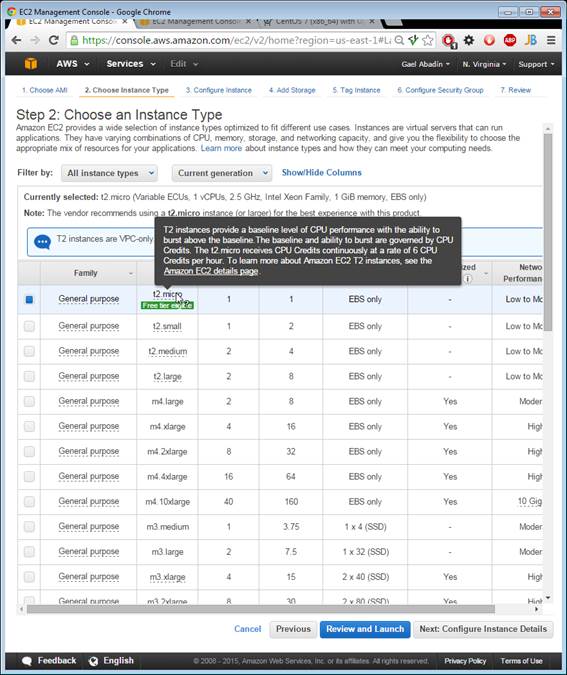 EC2 Management Console - Google Chrome
EC2 Management Console
EC2 Management Console
CentOS 7 (x86_64) with U
https://console.aws.amazon.com/ec2/v2/home?region=us-east-1#La
AWS Services Edit Gael Abadín N. Virginia Support
1. Choose AMI 2. Choose Instance Type 3. Configure Instance 4. Add Storage 5. Tag Instance 6. Configure Security Group 7. Review
Step 2: Choose an Instance Type
Amazon EC2 provides a wide selection of instance types optimized to fit different use cases. Instances are virtual servers that can run
applications. They have varying combinations of CPU, memory, storage, and networking capacity, and give you the flexibility to choose the
appropriate mix of resources for your applications. Learn more about instance types and how they can meet your computing needs.
Filter by: All instance types Current generation Show/Hide Columns
Currently selected: t2.micro (Variable ECUs, 1 vCPUs, 2.5 GHz, Intel Xeon Family, 1 GiB memory, EBS only)
Note: The vendor recommends using a t2.micro instance (or larger) for the best experience with this product.
T2 instances are VPC-only.
T2 instances provide a baseline level of CPU performance with the ability to
burst above the baseline.The baseline and ability to burst are governed by CPU
Credits. The t2.micro receives CPU Credits continuously at a rate of 6 CPU
Credits per hour. To learn more about Amazon EC2 T2 instances, see the
Amazon EC2 details page.
Family zed Netwo
Performan
General purpose t2.micro 1 1 EBS only - Low to Mo
Free tier eligible
General purpose t2.small 1 2 EBS only - Low to Mo
General purpose t2.medium 2 4 EBS only - Low to Mo
General purpose t2.large 2 8 EBS only - Low to Mo
General purpose m4.large 2 8 EBS only Yes Moder
General purpose m4.xlarge 4 16 EBS only Yes High
General purpose m4.2xlarge 8 32 EBS only Yes High
General purpose m4.4xlarge 16 64 EBS only Yes High
General purpose m4.10xlarge 40 160 EBS only Yes 10 Gig
General purpose m3.medium 1 3.75 1 x 4 (SSD) - Moder
General purpose m3.large 2 7.5 1 x 32 (SSD) - Moder
General purpose m3.xlarge 4 15 2 x 40 (SSD) Yes High
General purpose m3.2xlarge 8 30 2 x 80 (SSD) Yes High
Cancel Previous Review and Launch Next: Configure Instance Details
Feedback English © 2008 - 2015, Amazon Web Services, Inc. or its affiliates. All rights reserved. Privacy Policy Terms of Use